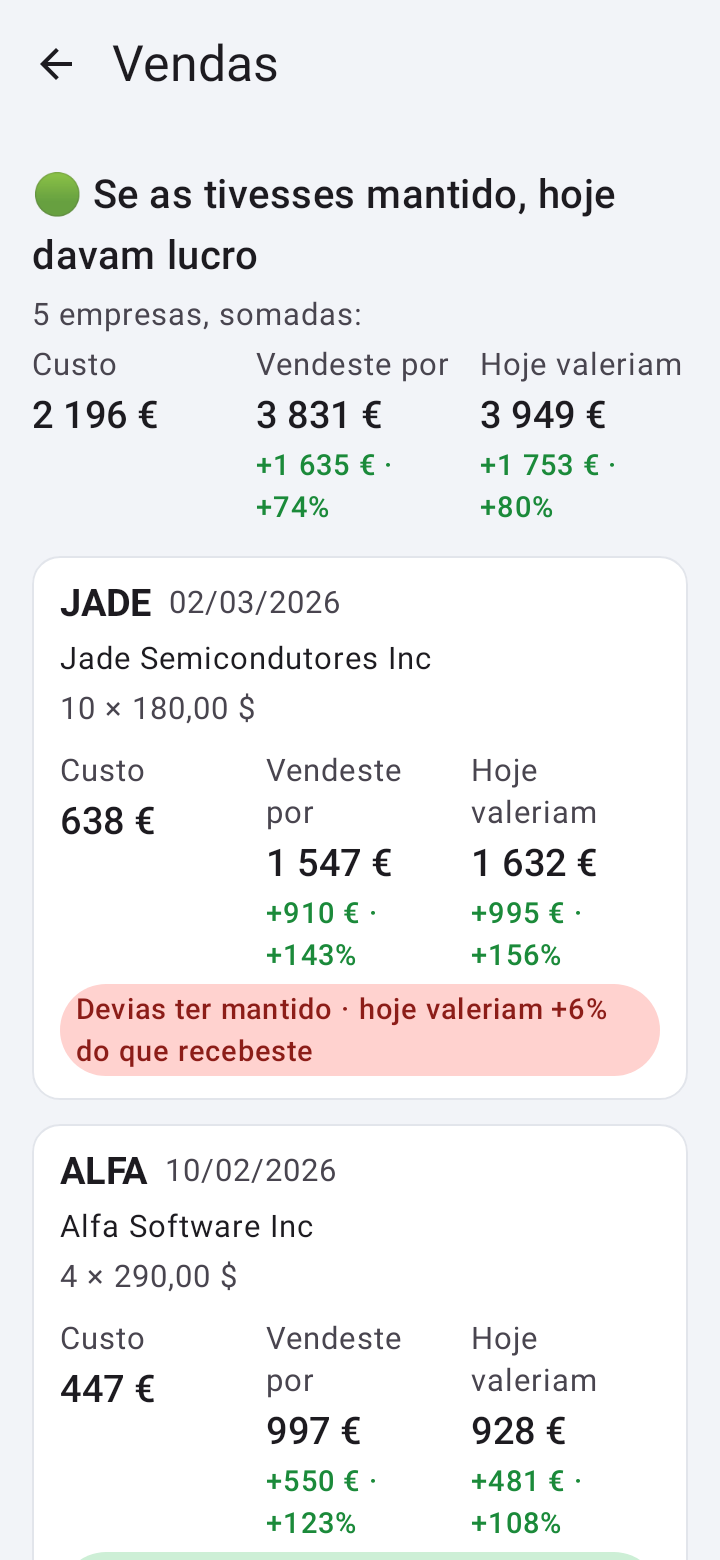 Vendas
Se as tivesses mantido, hoje
davam lucro
5 empresas, somadas:
Custo Vendeste por Hoje valeriam
2 196 € 3 831 € 3 949 €
+1 635 € · +1 753 € ·
+74% +80%
JADE 02/03/2026
Jade Semicondutores Inc
10 × 180,00 $
Custo Vendeste Hoje
por valeriam
638 €
1 547 € 1 632 €
+910 € · +995 € ·
+143% +156%
Devias ter mantido · hoje valeriam +6%
do que recebeste
ALFA 10/02/2026
Alfa Software Inc
4 × 290,00 $
Custo Vendeste Hoje
por valeriam
447 €
997 € 928 €
+550 € · +481 € ·
+123% +108%